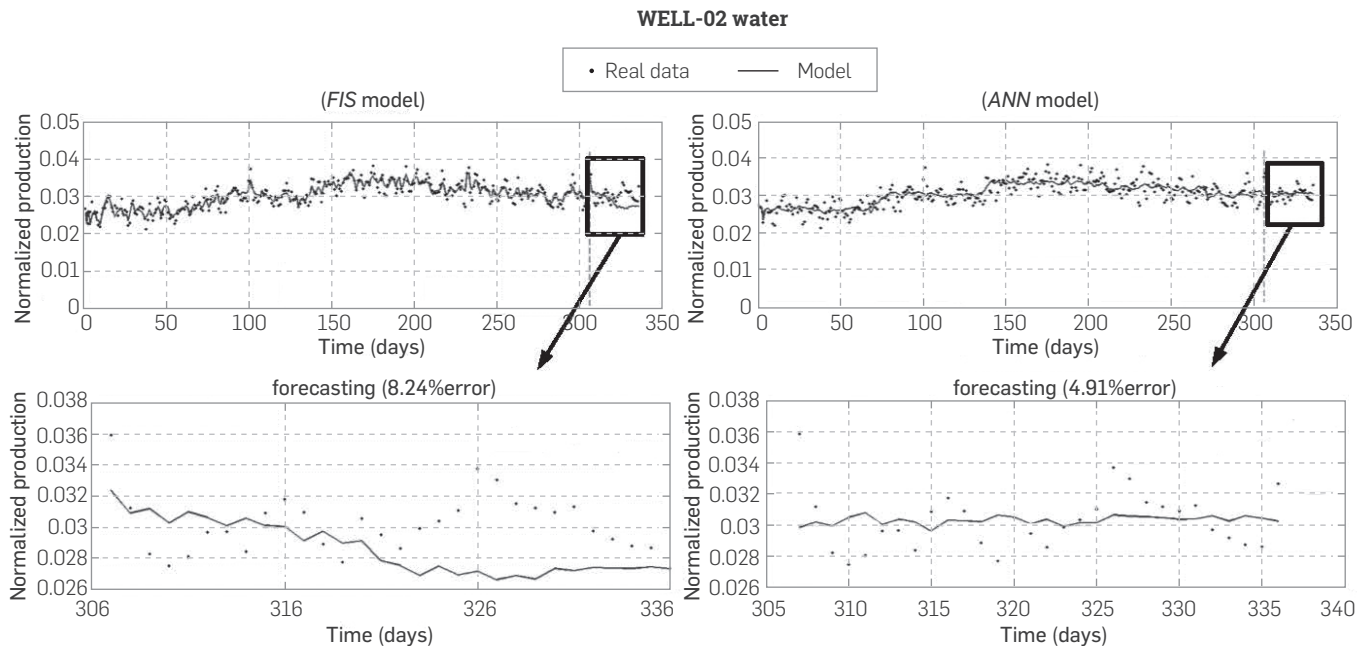 WELL-02 water
Real data Model
(FIS model)
Normalized production
0.05
0.04
0.03
0.02
0.01
0
0 50 100 150 200 250 300 350
Time (days)
(ANN model)
Normalized production
0.05
0.04
0.03
0.02
0.01
0
0 50 100 150 200 250 300 350
Time (days)
forecasting (8.24%error)
Normalized production
0.038
0.036
0.034
0.032
0.03
0.028
0.026
306 316 326 336
Time (days)
forecasting (4.91%error)
Normalized production
0.038
0.036
0.034
0.032
0.03
0.028
0.026
305 310 315 320 325 330 335 340
Time (days)